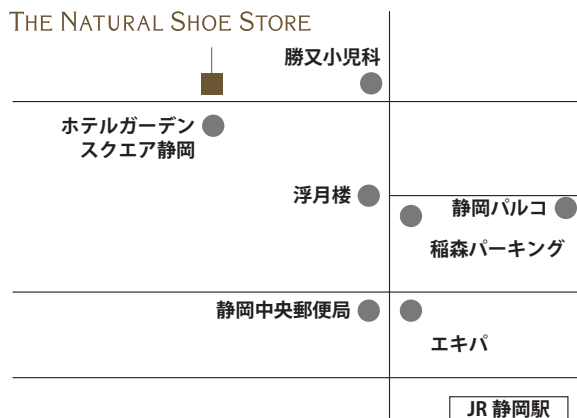 THE NATURAL SHOE STORE
勝又小児科
ホテルガーデン
スクエア静岡
浮月楼
静岡パルコ
稲森パーキング
静岡中央郵便局
エキパ
JR 静岡駅